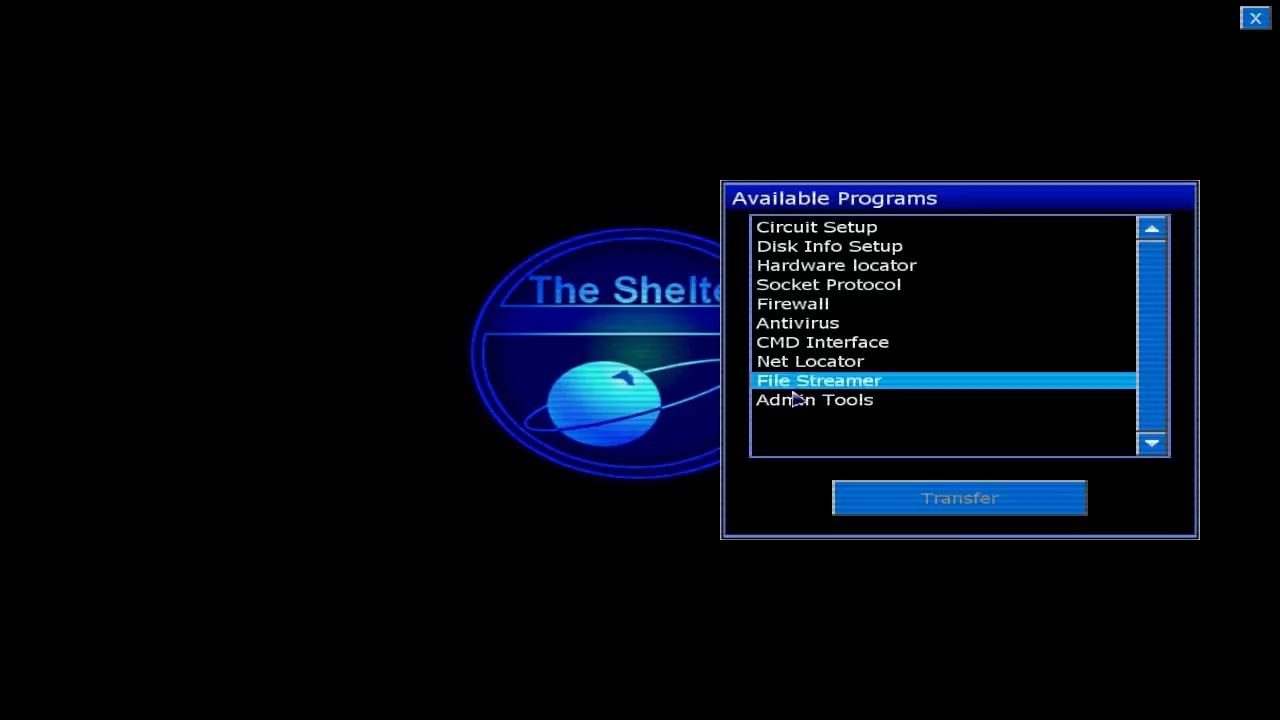 X
Available Programs
Circuit Setup
Disk Info Setup
Hardware locator
Socket Protocol
Firewall
Antivirus
CMD Interface
Net Locator
File Streamer
Admin Tools
Transfer
The Shelte